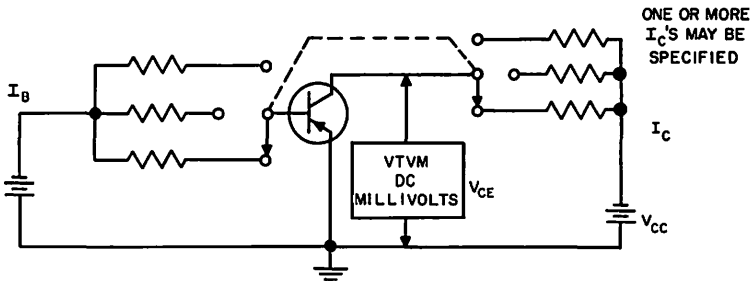 ONE OR MORE
IC'S MAY BE
SPECIFIED
IB
IC
VTVM
DC
MILLIVOLTS
VCE
VCC